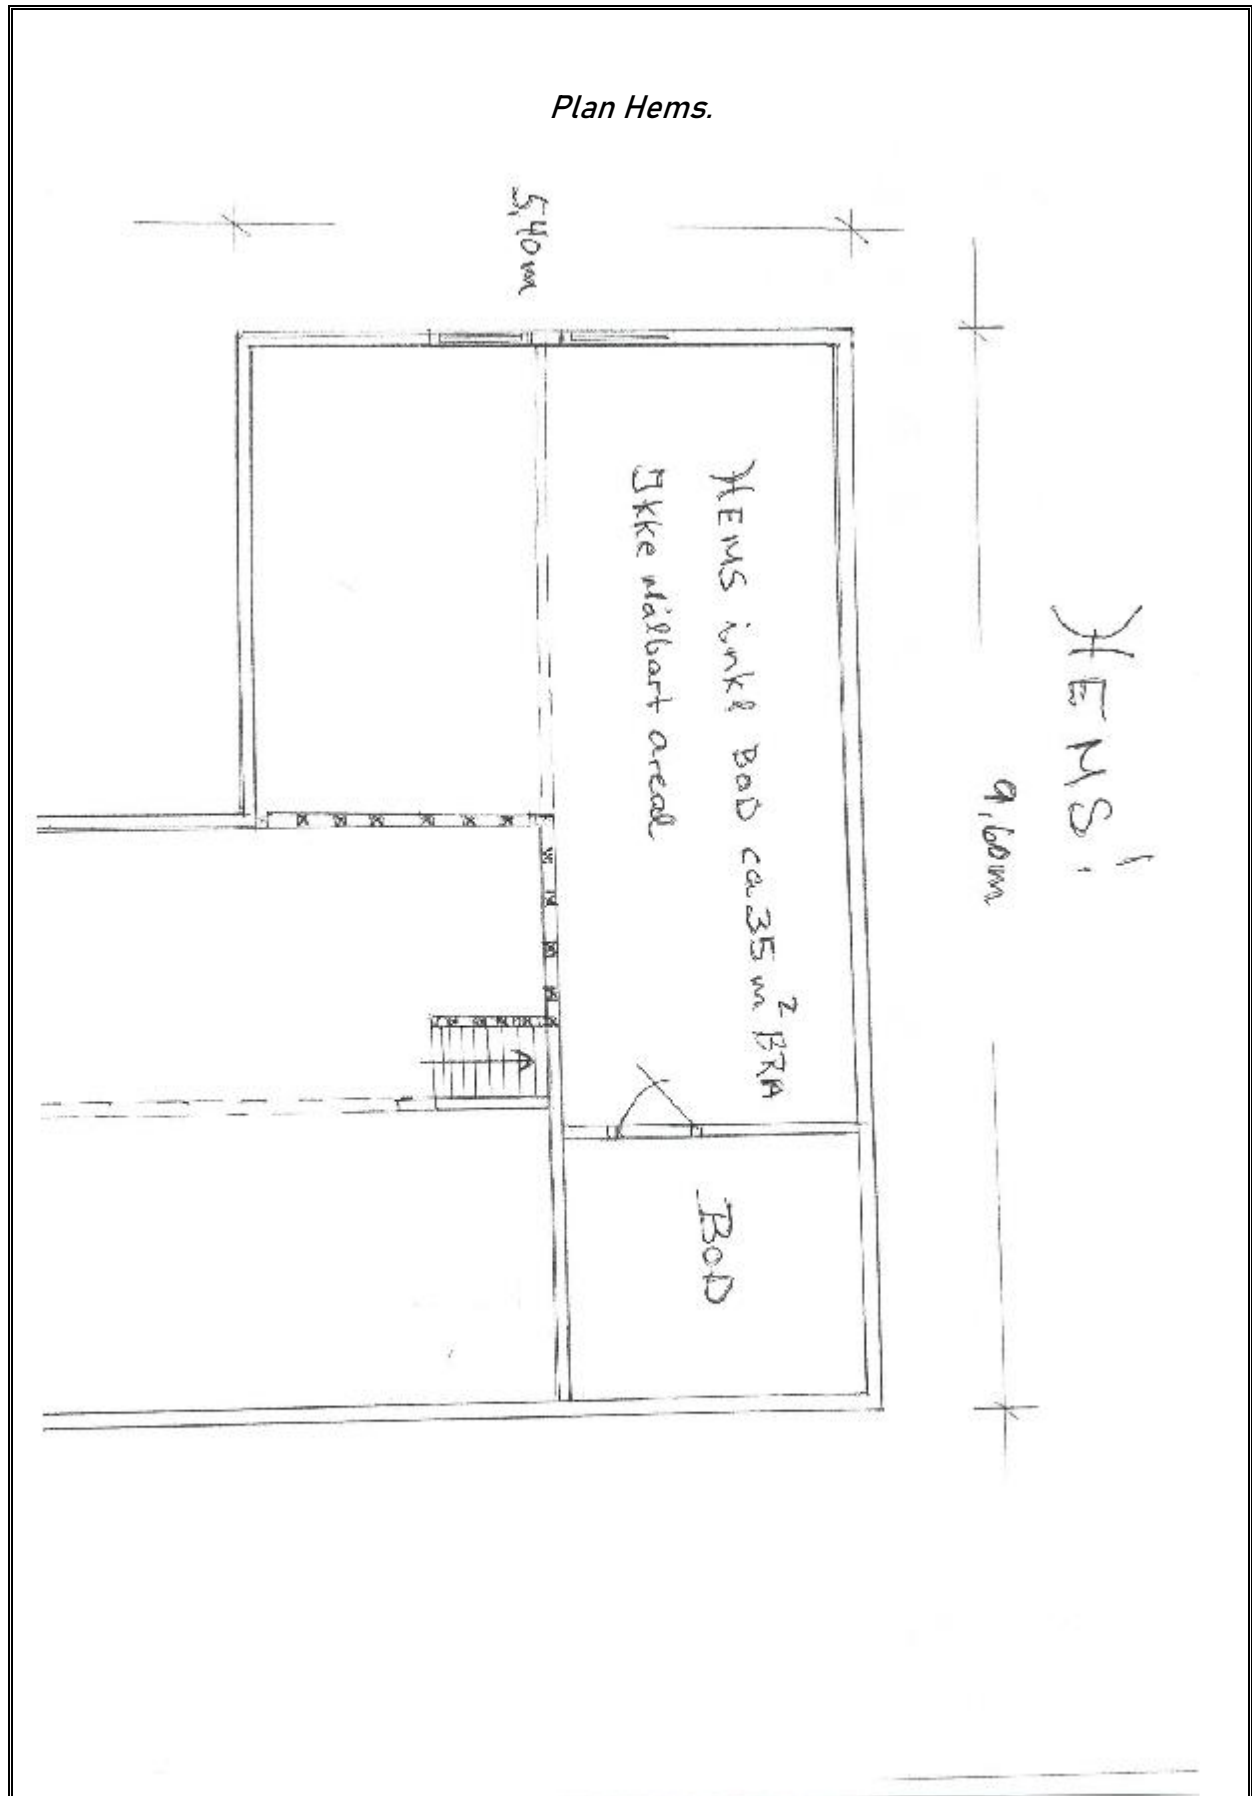 Plan Hems.
5,40m
HEMS
9,60m
HEMS inkl BOD ca 35 m² BRA
Ikke målbart areal
BOD